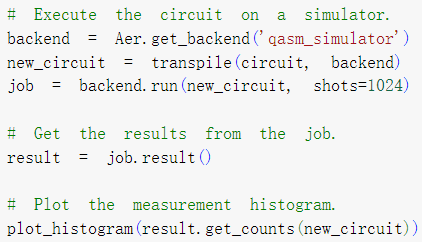 # Execute the circuit on a simulator.
backend = Aer.get_backend('qasm_simulator')
new_circuit = transpile(circuit, backend)
job = backend.run(new_circuit, shots=1024)

# Get the results from the job.
result = job.result()

# Plot the measurement histogram.
plot_histogram(result.get_counts(new_circuit))